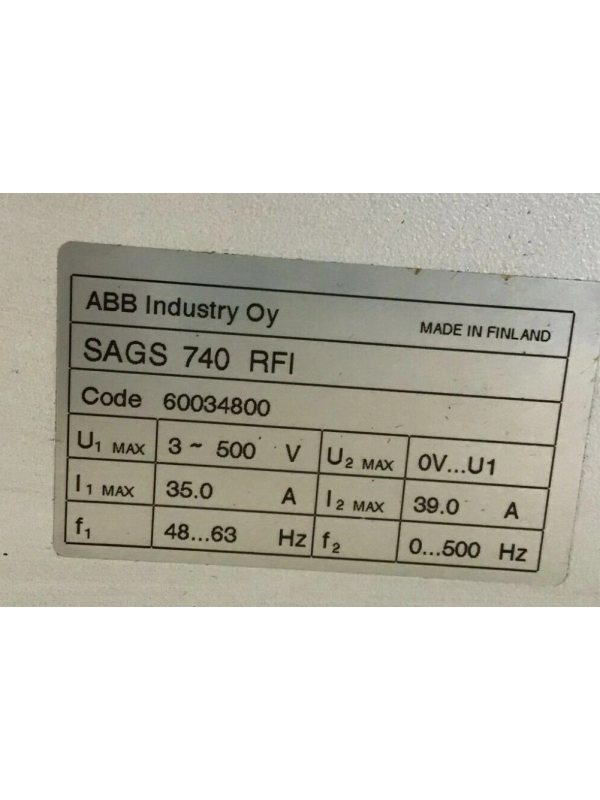 ABB Industry Oy MADE IN FINLAND
SAGS 740 RFI
Code 60034800
U1 MAX 3 ~ 500 V U2 MAX 0V...U1
I1 MAX 35.0 A I2 MAX 39.0 A
f1 48...63 Hz f2 0...500 Hz